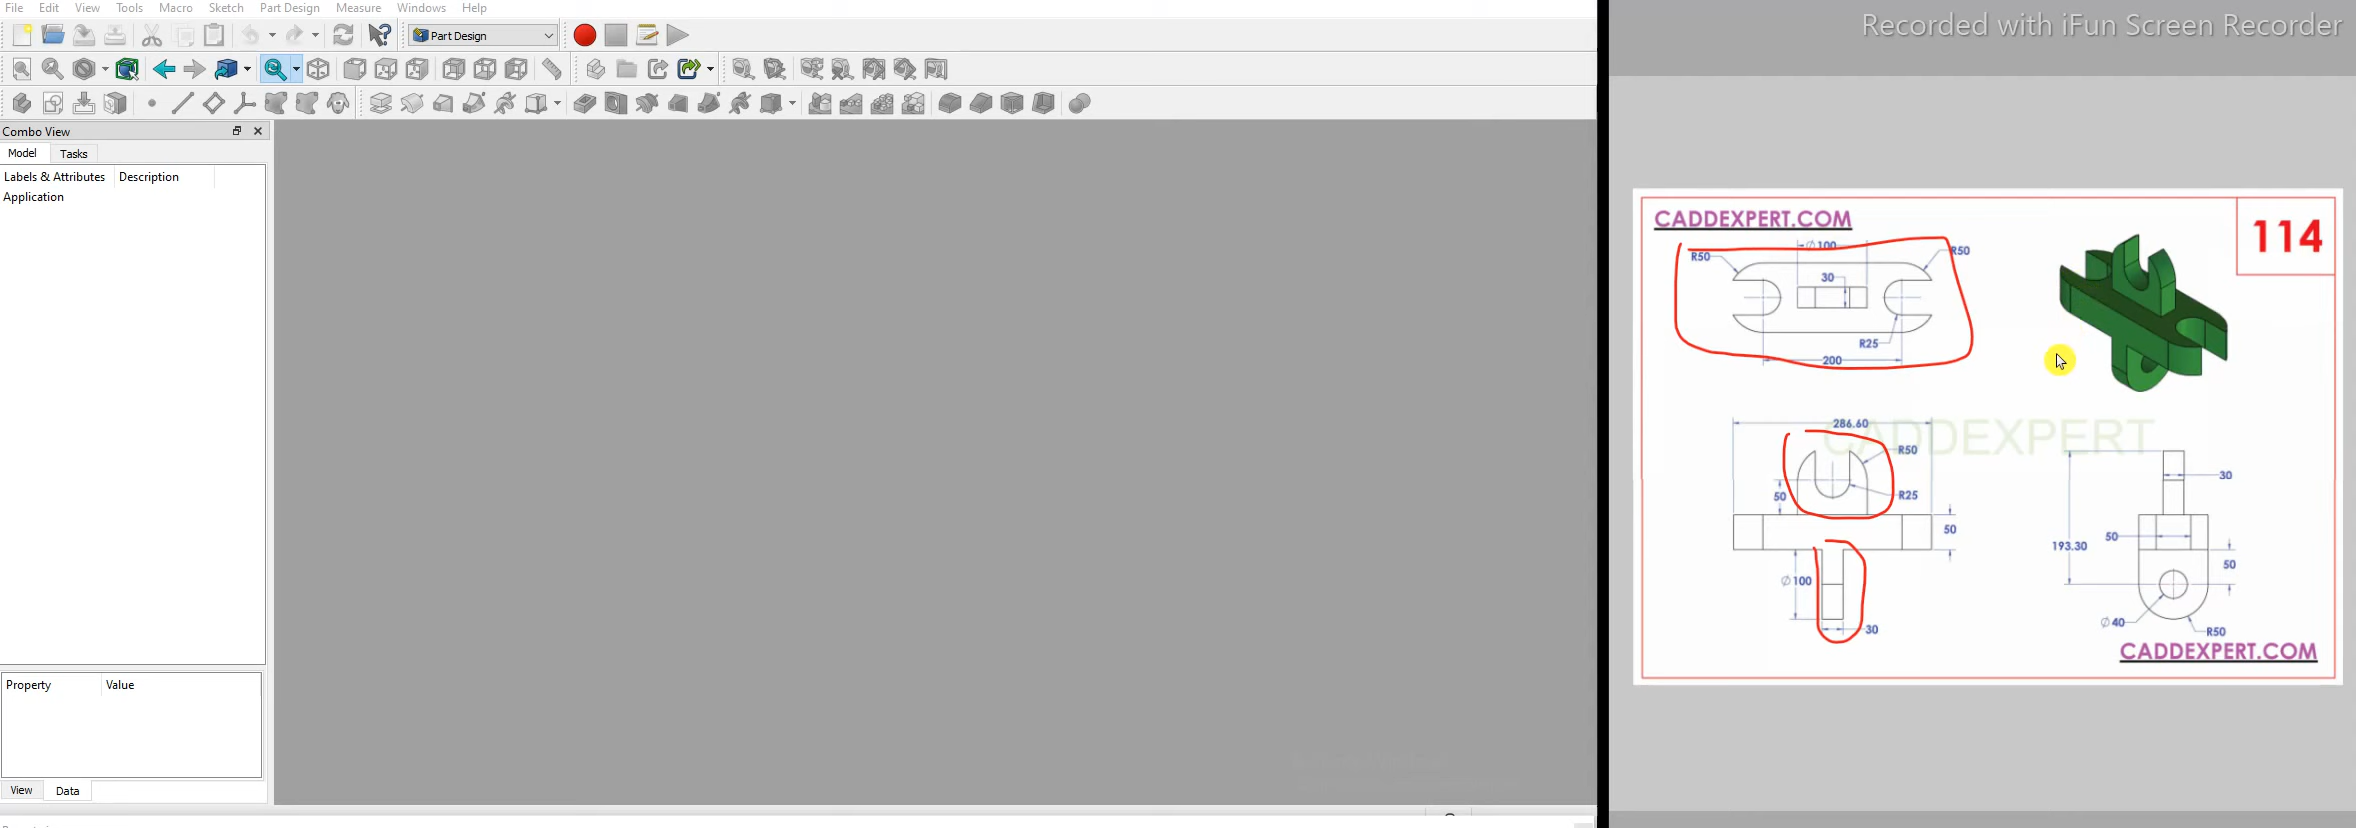 File Edit View Tools Macro Sketch Part Design Measure Windows Help
Part Design
Combo View
Model Tasks
Labels & Attributes Description
Application
Property Value
View Data
Recorded with iFun Screen Recorder
CADDEXPERT.COM
114
Ø100
R50
R50
30
R25
200
CADDEXPERT
286.60
R50
R25
50
50
Ø100
30
30
193.30
50
50
Ø40
R50
CADDEXPERT.COM